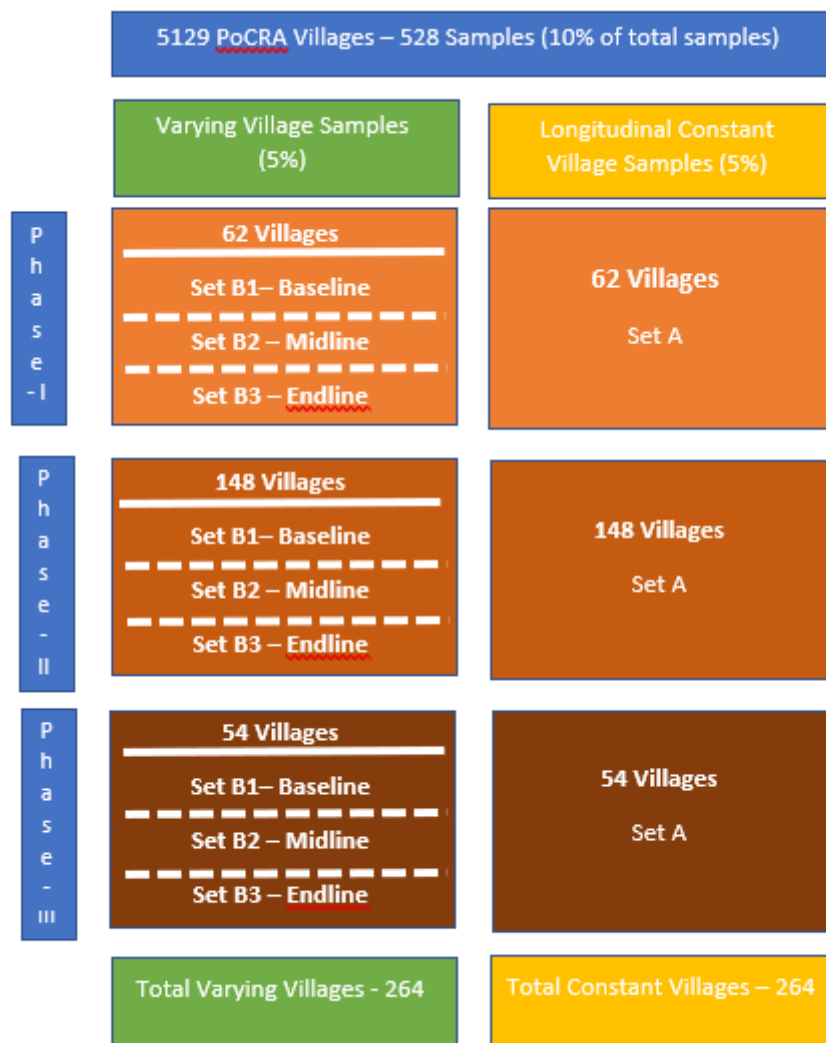 5129 PoCRA Villages – 528 Samples (10% of total samples)
Varying Village Samples
(5%)
Longitudinal Constant
Village Samples (5%)
P
h
a
s
e
- I
62 Villages
Set B1– Baseline
Set B2 – Midline
Set B3 – Endline
62 Villages
Set A
P
h
a
s
e
-
II
148 Villages
Set B1– Baseline
Set B2 – Midline
Set B3 – Endline
148 Villages
Set A
P
h
a
s
e
-
III
54 Villages
Set B1– Baseline
Set B2 – Midline
Set B3 – Endline
54 Villages
Set A
Total Varying Villages - 264
Total Constant Villages – 264